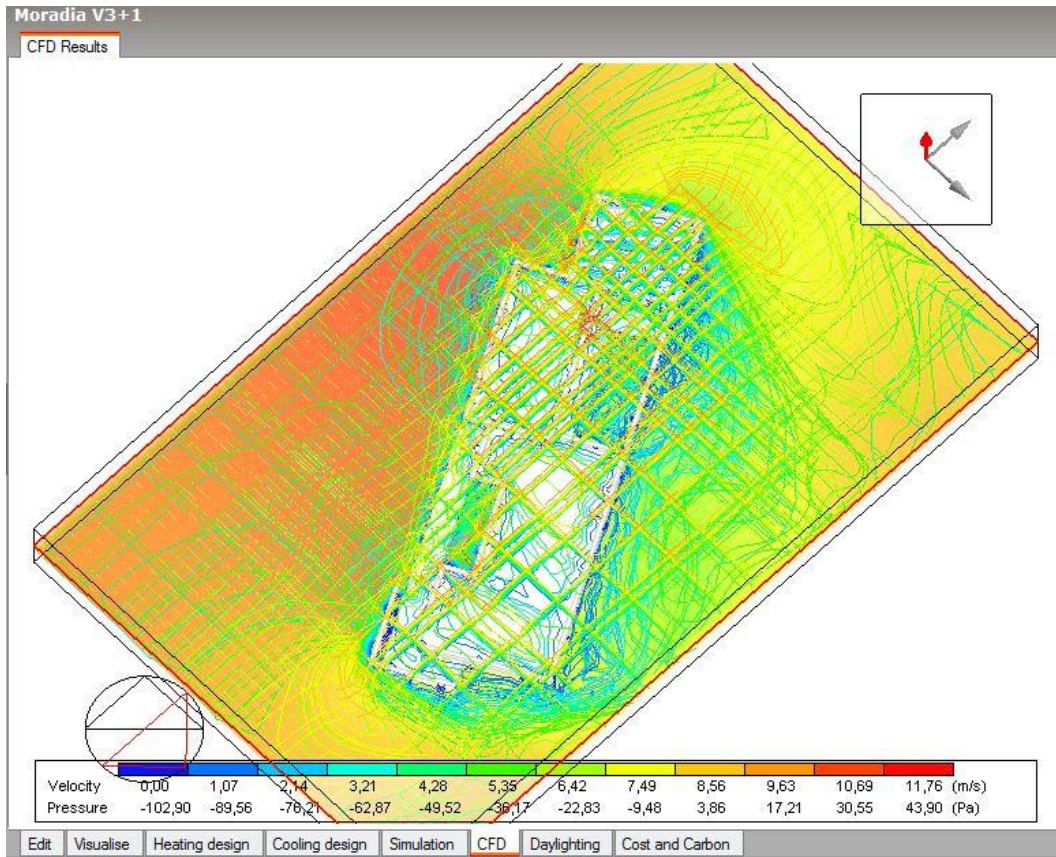 Moradia V3+1
CFD Results
Velocity 0,00 1,07 2,14 3,21 4,28 5,35 6,42 7,49 8,56 9,63 10,69 11,76 (m/s)
Pressure -102,90 -89,56 -76,21 -62,87 -49,52 -36,17 -22,83 -9,48 3,86 17,21 30,55 43,90 (Pa)
Edit Visualise Heating design Cooling design Simulation CFD Daylighting Cost and Carbon